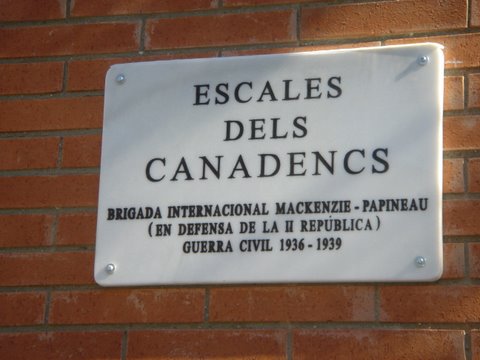 ESCALES
DELS
CANADENCS
BRIGADA INTERNACIONAL MACKENZIE - PAPINEAU
(EN DEFENSA DE LA II REPÚBLICA)
GUERRA CIVIL 1936 - 1939